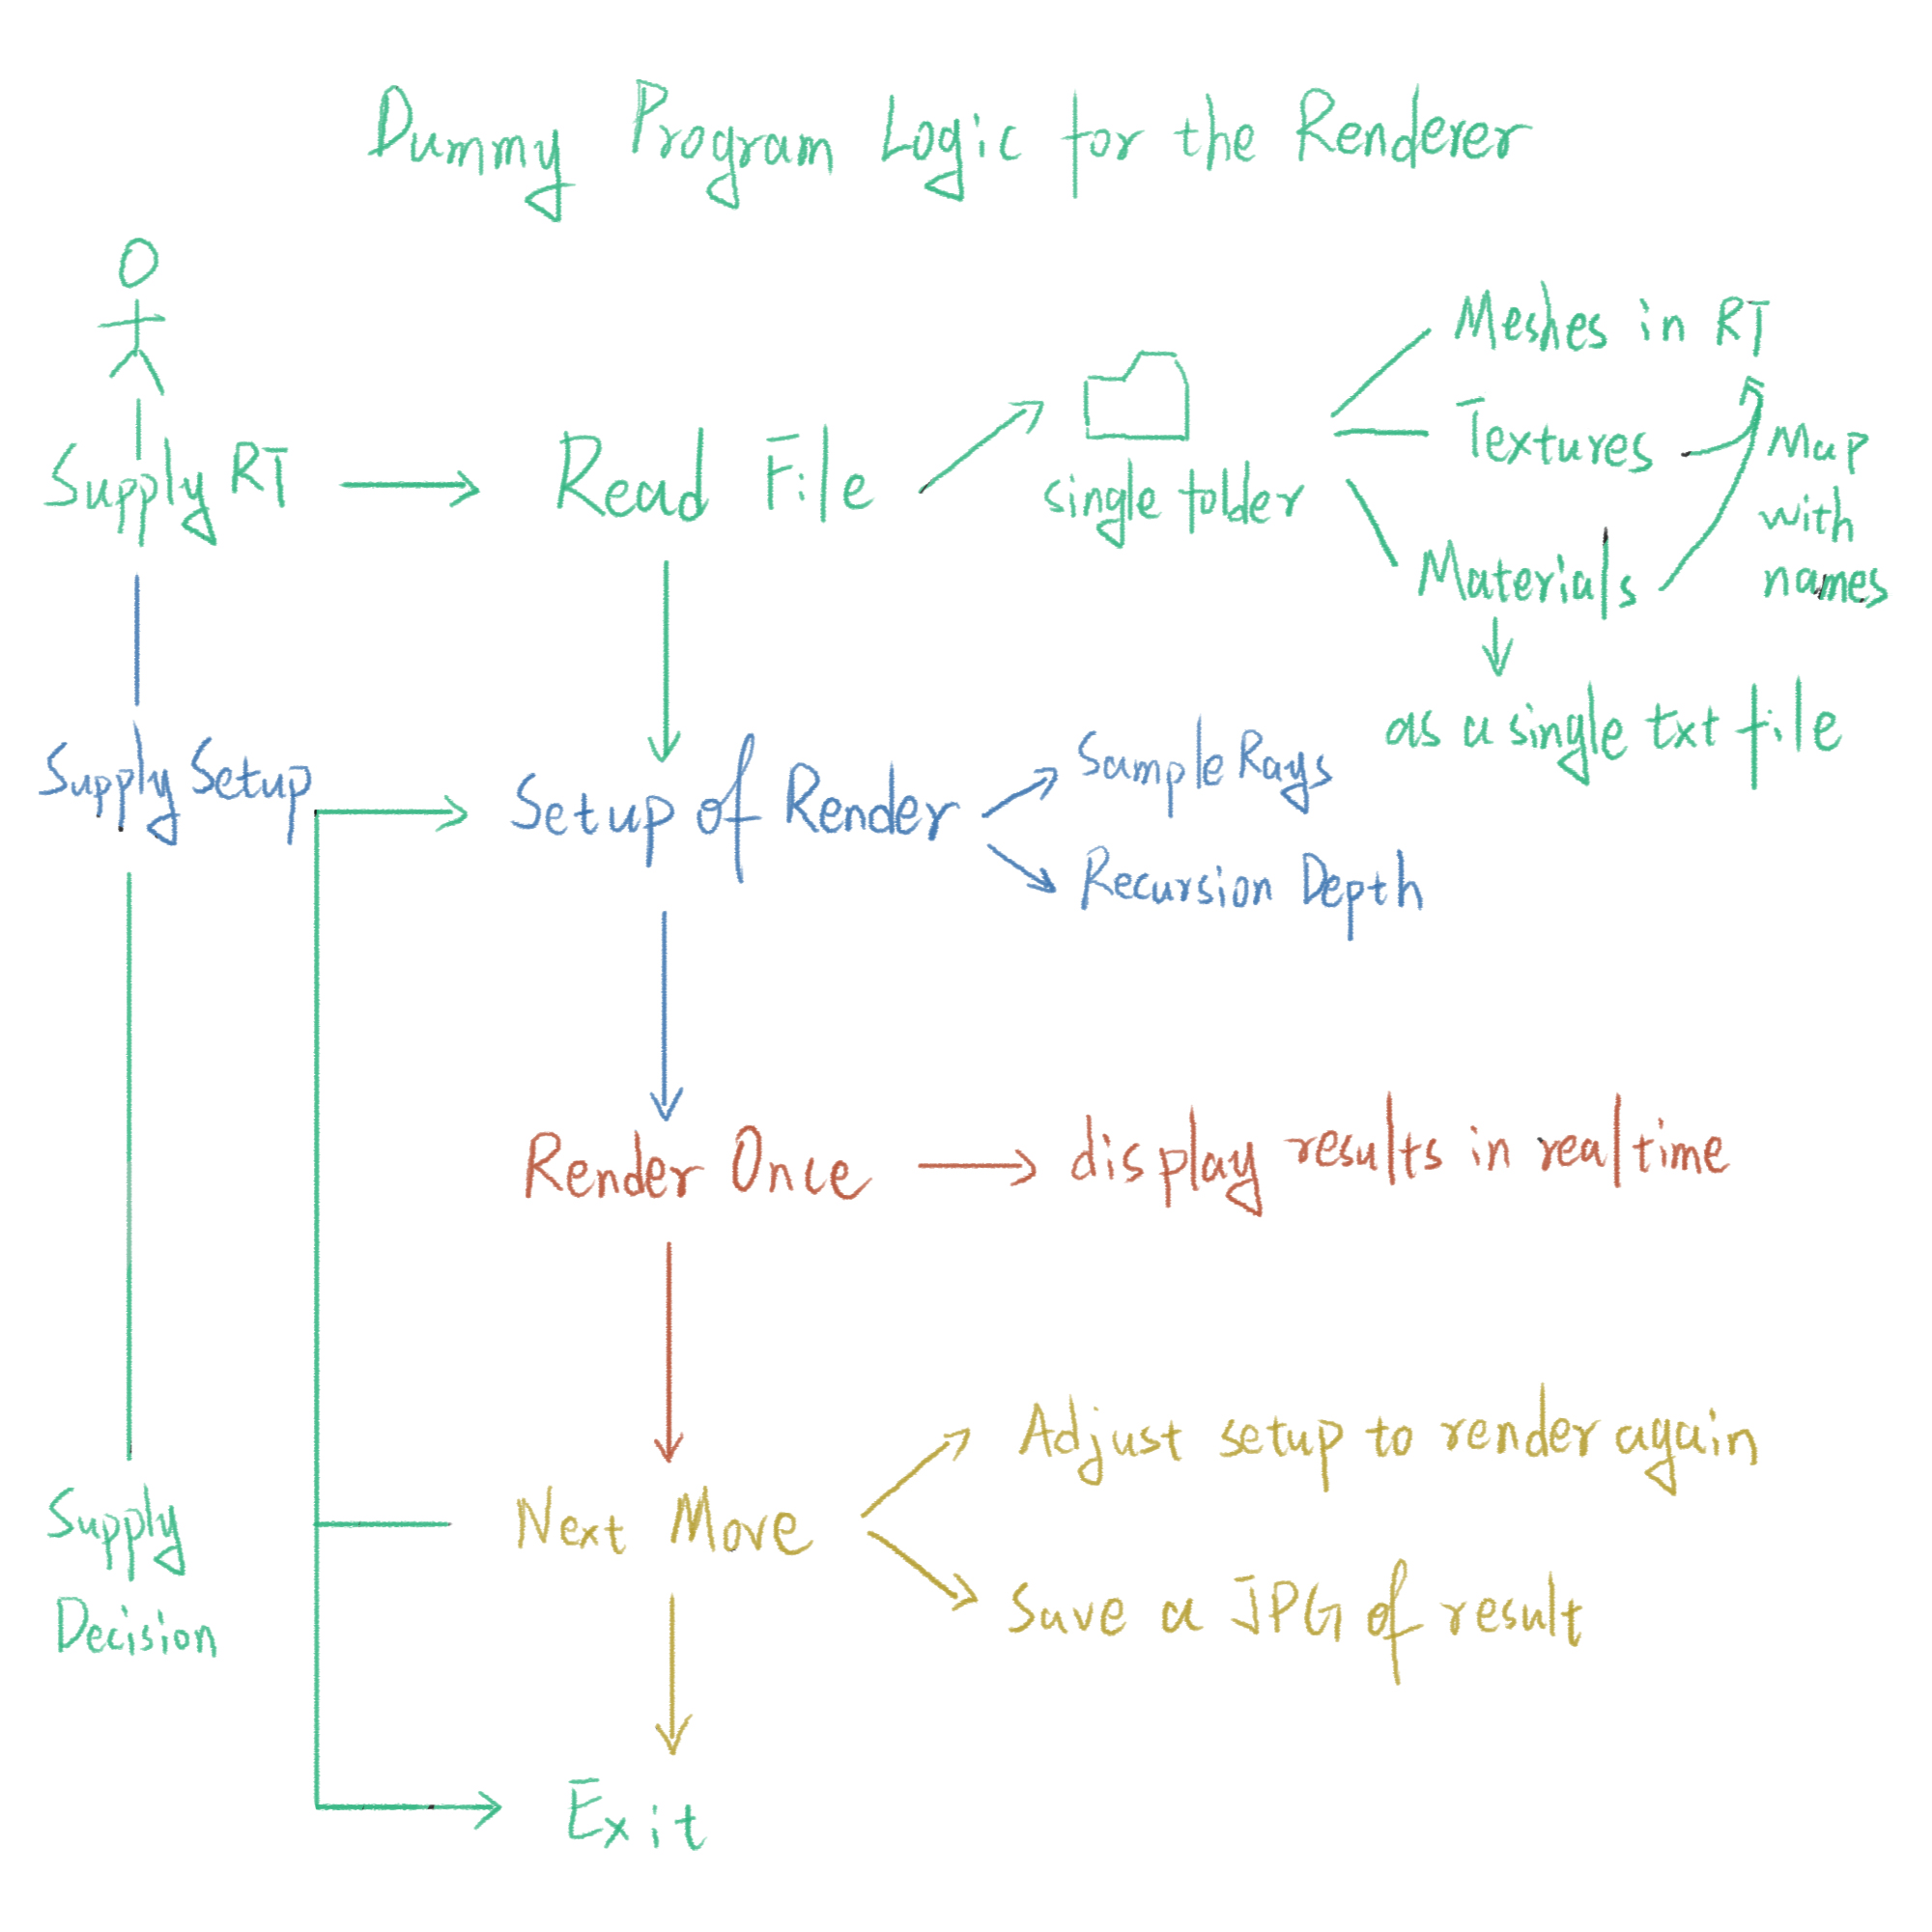 Dummy Program Logic for the Renderer
Supply RT
Read File
single folder
Meshes in RT
Textures
Materials
Map
with
names
as a single txt file
Supply Setup
Setup of Render
Sample Rays
Recursion Depth
Render Once
display results in realtime
Supply
Decision
Next Move
Adjust setup to render again
Save a JPG of result
Exit